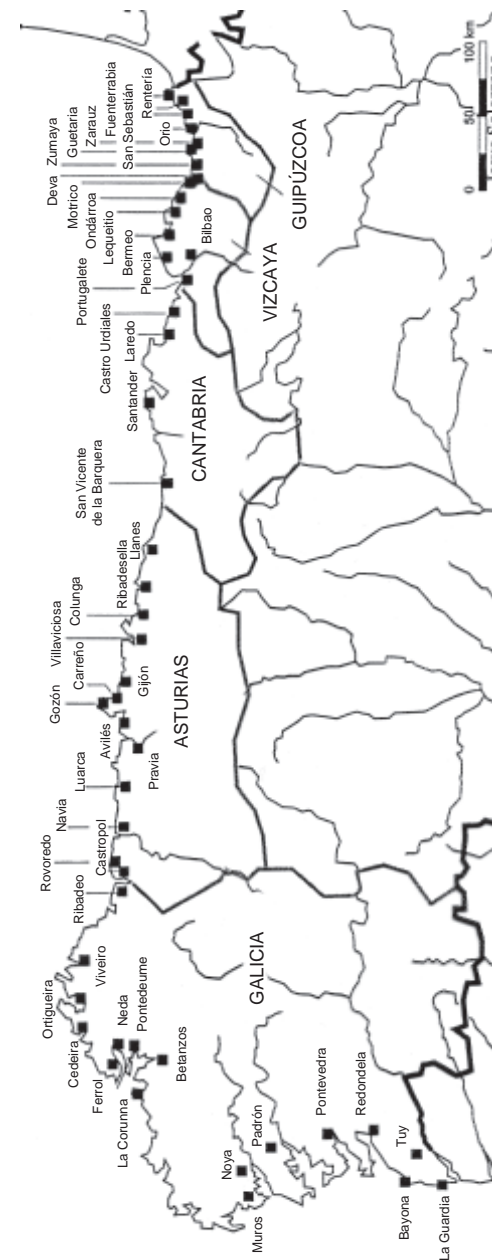 Ortigueira
Cedeira
Viveiro
Ferrol
Neda
Pontedeume
La Corunna
Betanzos
Noya
Muros
Padrón
Pontevedra
Redondela
Tuy
Bayona
La Guardia
GALICIA
Ribadeo
Rovoredo
Castropol
Navia
Luarca
Pravia
Avilés
Gozón
Carreño
Gijón
Villaviciosa
Colunga
Ribadesella
Llanes
ASTURIAS
San Vicente
de la Barquera
Santander
CANTABRIA
Laredo
Castro Urdiales
Portugalete
Plencia
Bilbao
Bermeo
Lequeitio
Ondárroa
Motrico
VIZCAYA
Deva
Zumaya
Guetaria
Zarauz
Orio
San Sebastián
Fuenterrabia
Rentería
GUIPÚZCOA
0 50 100 km